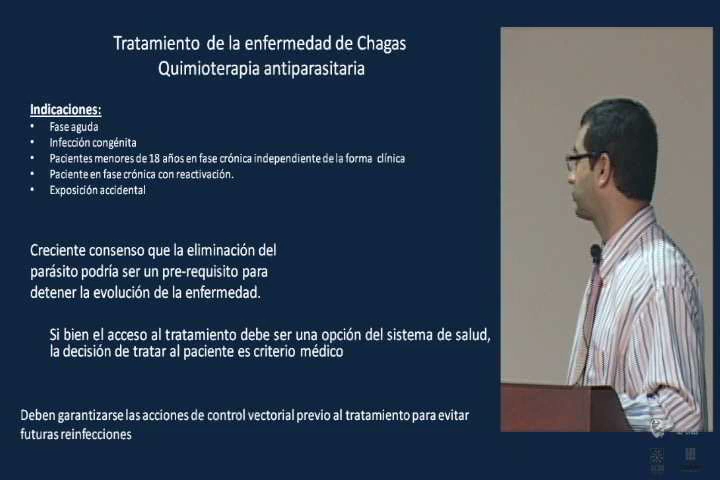 Tratamiento de la enfermedad de Chagas
Quimioterapia antiparasitaria
Indicaciones:
• Fase aguda
• Infección congénita
• Pacientes menores de 18 años en fase crónica independiente de la forma clínica
• Paciente en fase crónica con reactivación.
• Exposición accidental
Creciente consenso que la eliminación del
parásito podría ser un pre-requisito para
detener la evolución de la enfermedad.
Si bien el acceso al tratamiento debe ser una opción del sistema de salud,
la decisión de tratar al paciente es criterio médico
Deben garantizarse las acciones de control vectorial previo al tratamiento para evitar
futuras reinfecciones